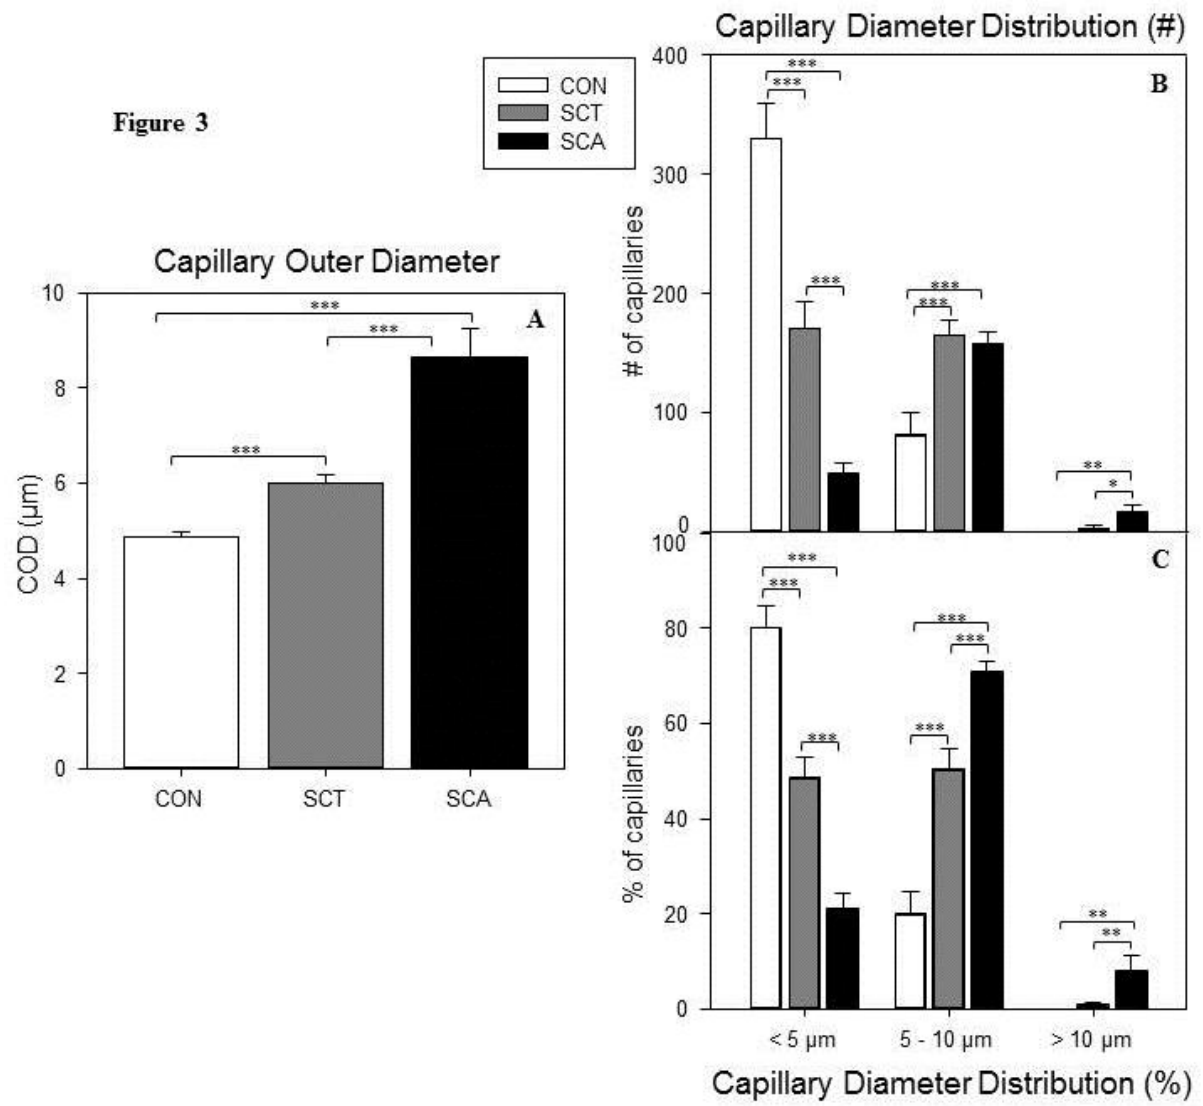 Figure 3
CON
SCT
SCA
Capillary Outer Diameter
A
COD (µm)
10
8
6
4
2
0
***
***
***
CON
SCT
SCA
Capillary Diameter Distribution (#)
B
# of capillaries
400
300
200
100
0
***
***
***
***
***
**
*
C
% of capillaries
100
80
60
40
20
0
***
***
***
***
***
***
**
**
< 5 µm
5 - 10 µm
> 10 µm
Capillary Diameter Distribution (%)